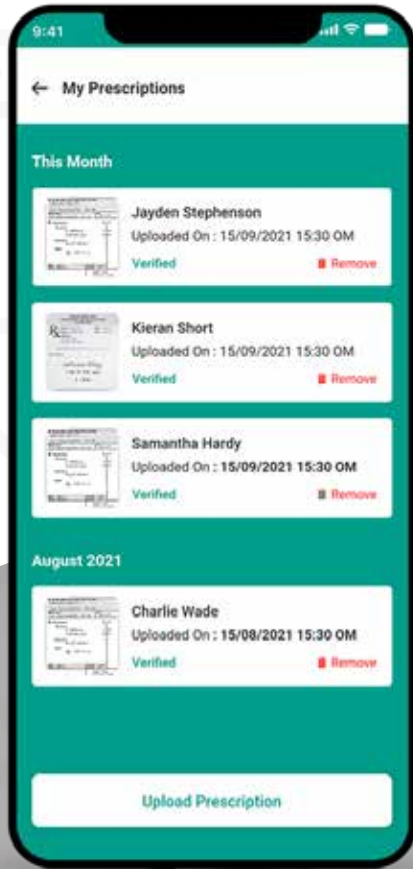 9:41
My Prescriptions
This Month
Jayden Stephenson
Uploaded On : 15/09/2021 15:30 OM
Verified
Remove
Kieran Short
Uploaded On : 15/09/2021 15:30 OM
Verified
Remove
Samantha Hardy
Uploaded On : 15/09/2021 15:30 OM
Verified
Remove
August 2021
Charlie Wade
Uploaded On : 15/08/2021 15:30 OM
Verified
Remove
Upload Prescription